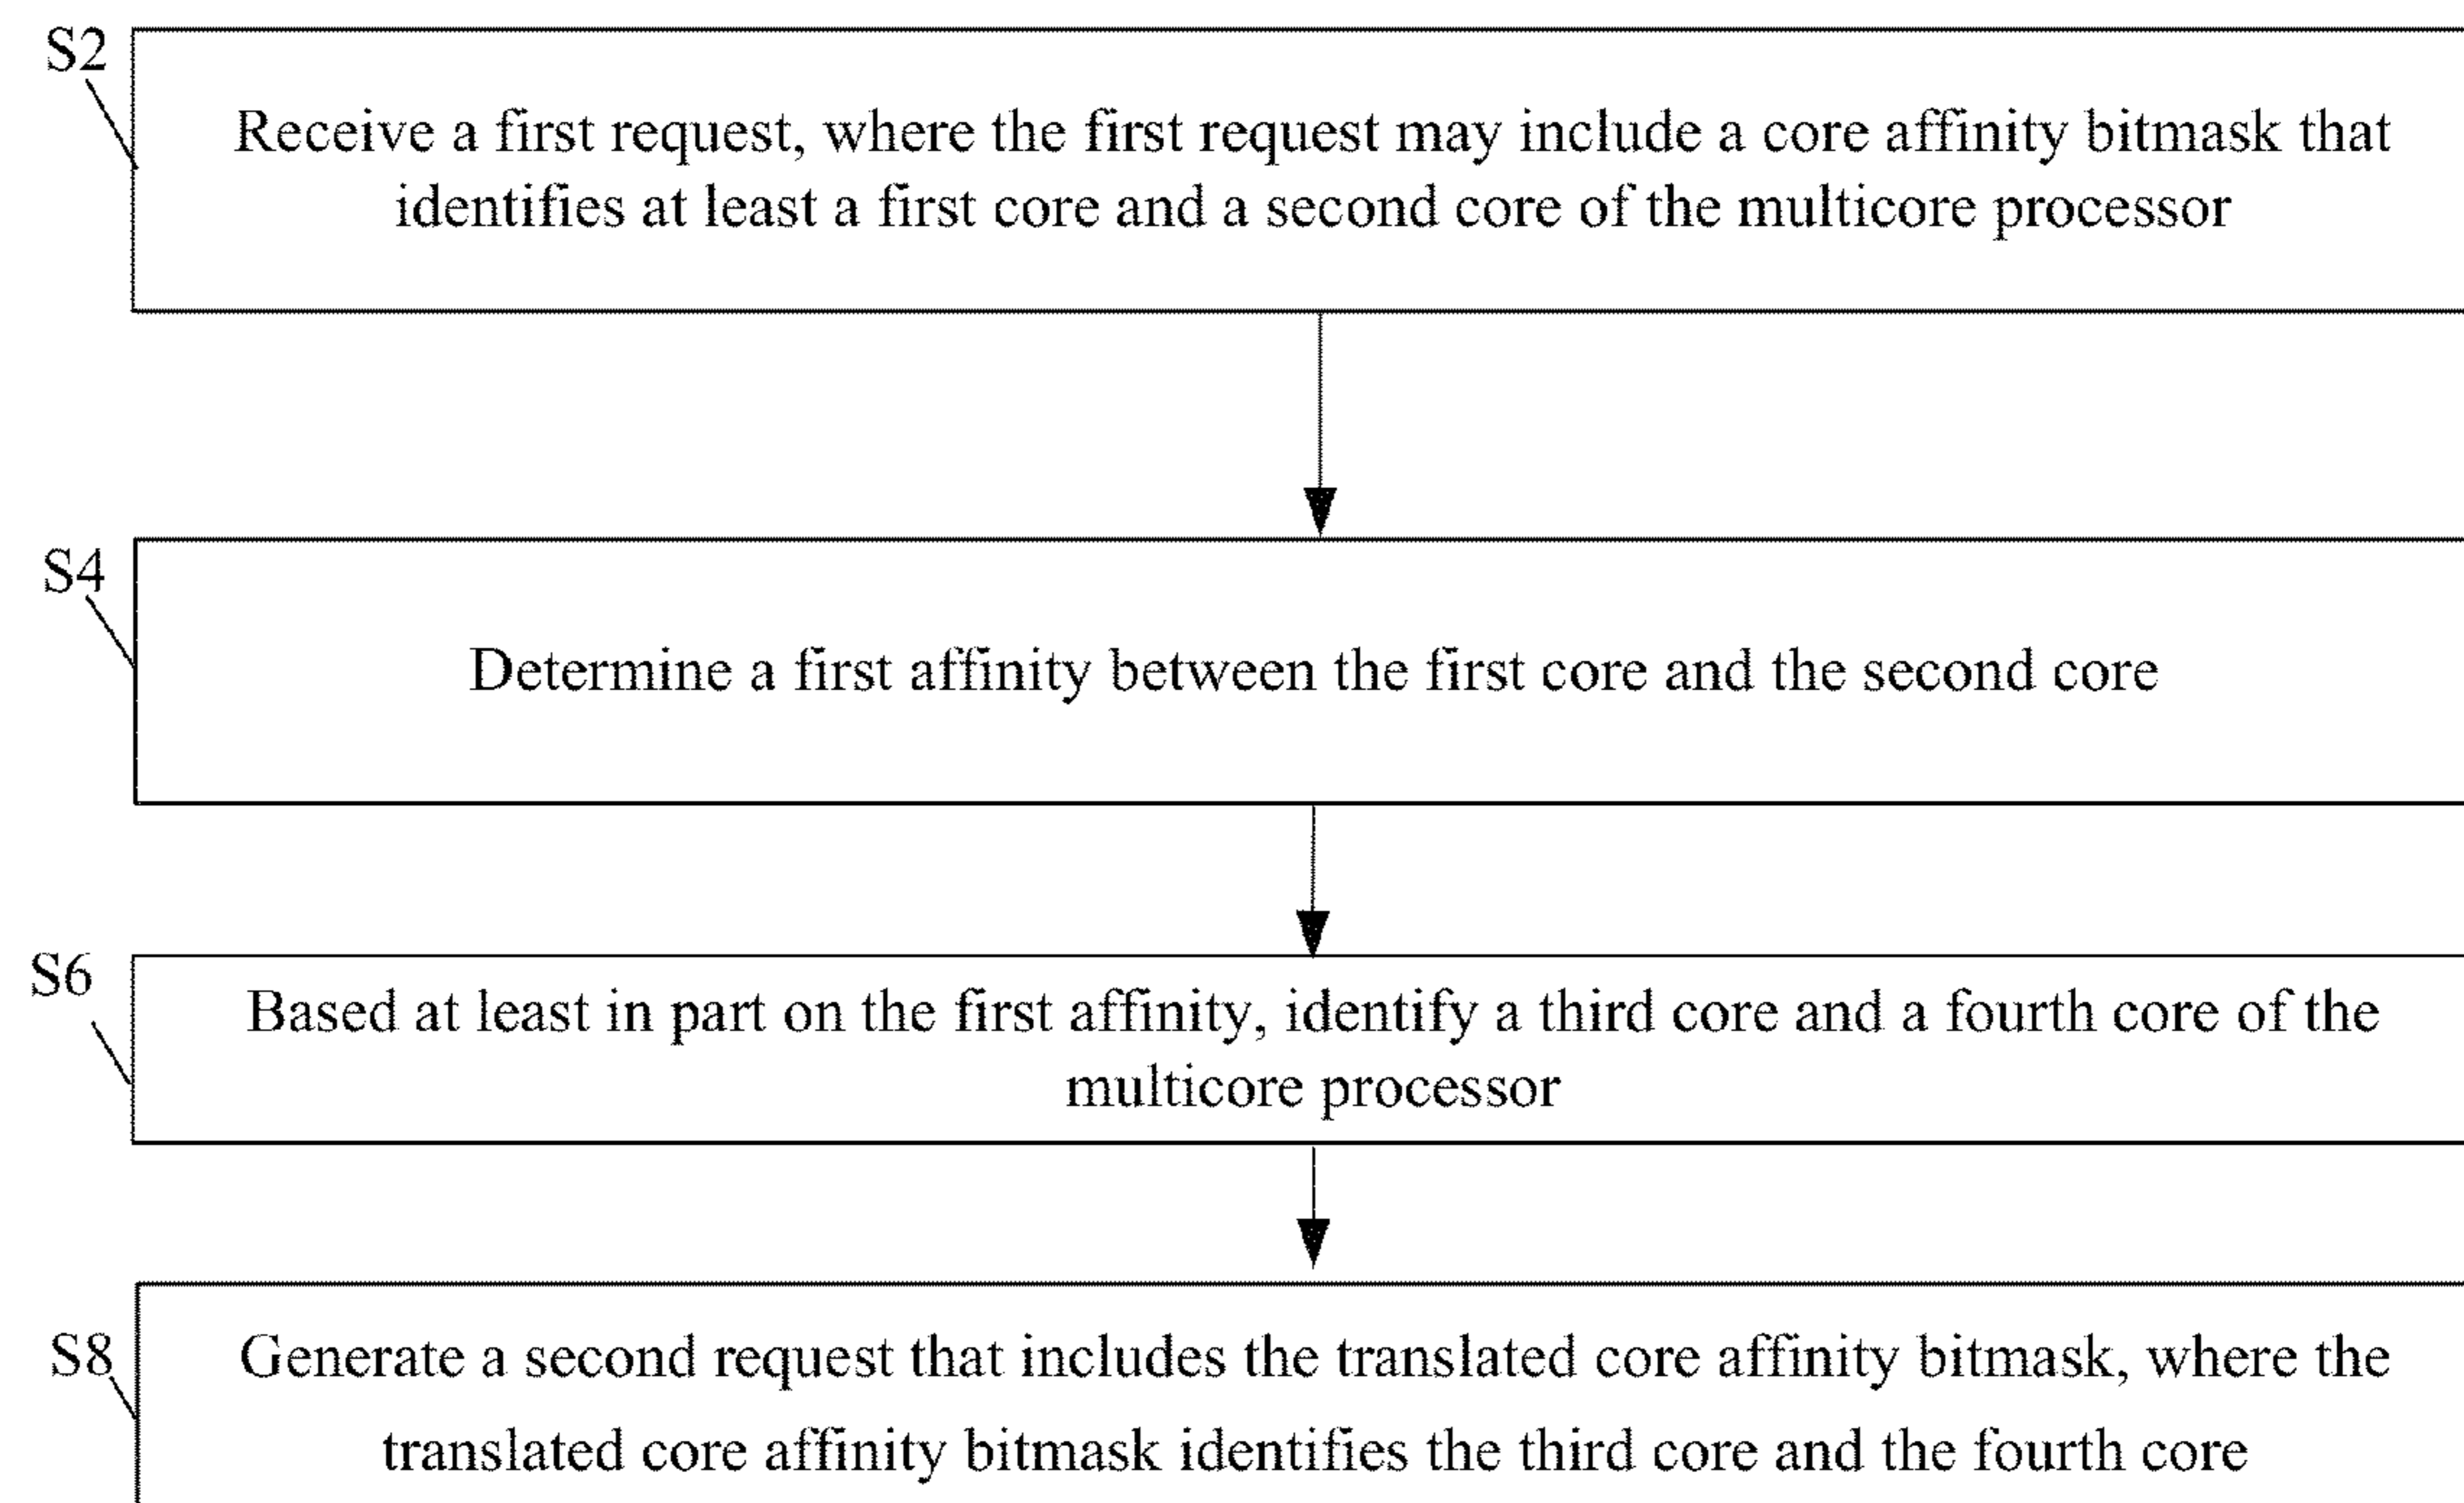 S2
Receive a first request, where the first request may include a core affinity bitmask that
identifies at least a first core and a second core of the multicore processor
S4
Determine a first affinity between the first core and the second core
S6
Based at least in part on the first affinity, identify a third core and a fourth core of the
multicore processor
S8
Generate a second request that includes the translated core affinity bitmask, where the
translated core affinity bitmask identifies the third core and the fourth core